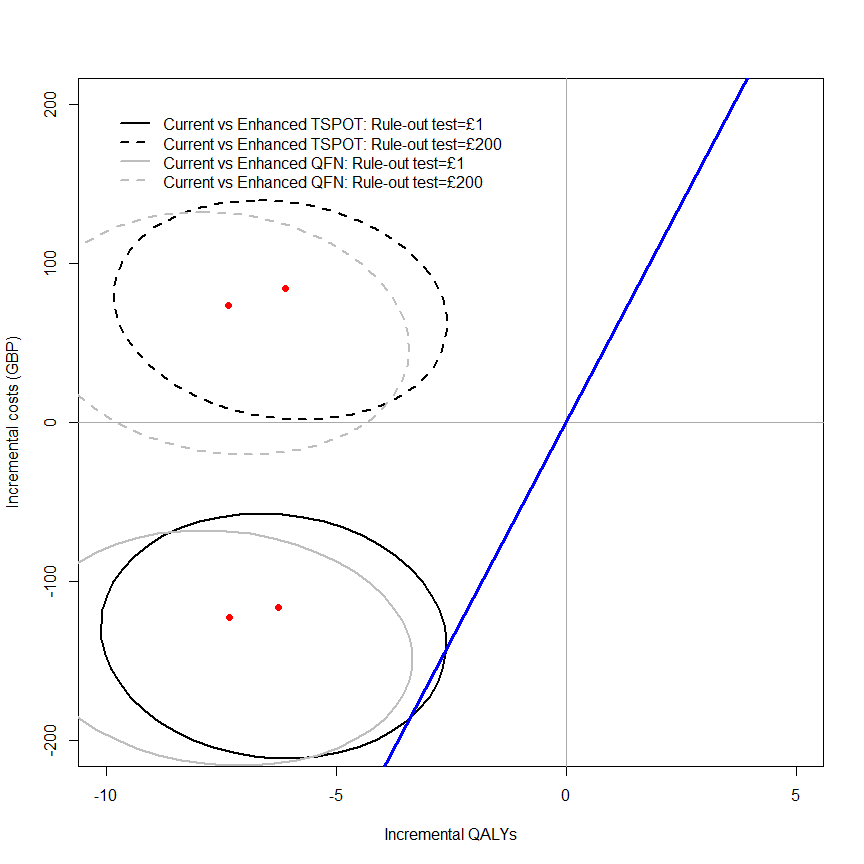 Current vs Enhanced TSPOT: Rule-out test=£1
Current vs Enhanced TSPOT: Rule-out test=£200
Current vs Enhanced QFN: Rule-out test=£1
Current vs Enhanced QFN: Rule-out test=£200
Incremental costs (GBP)
200
100
0
-100
-200
-10
-5
0
5
Incremental QALYs